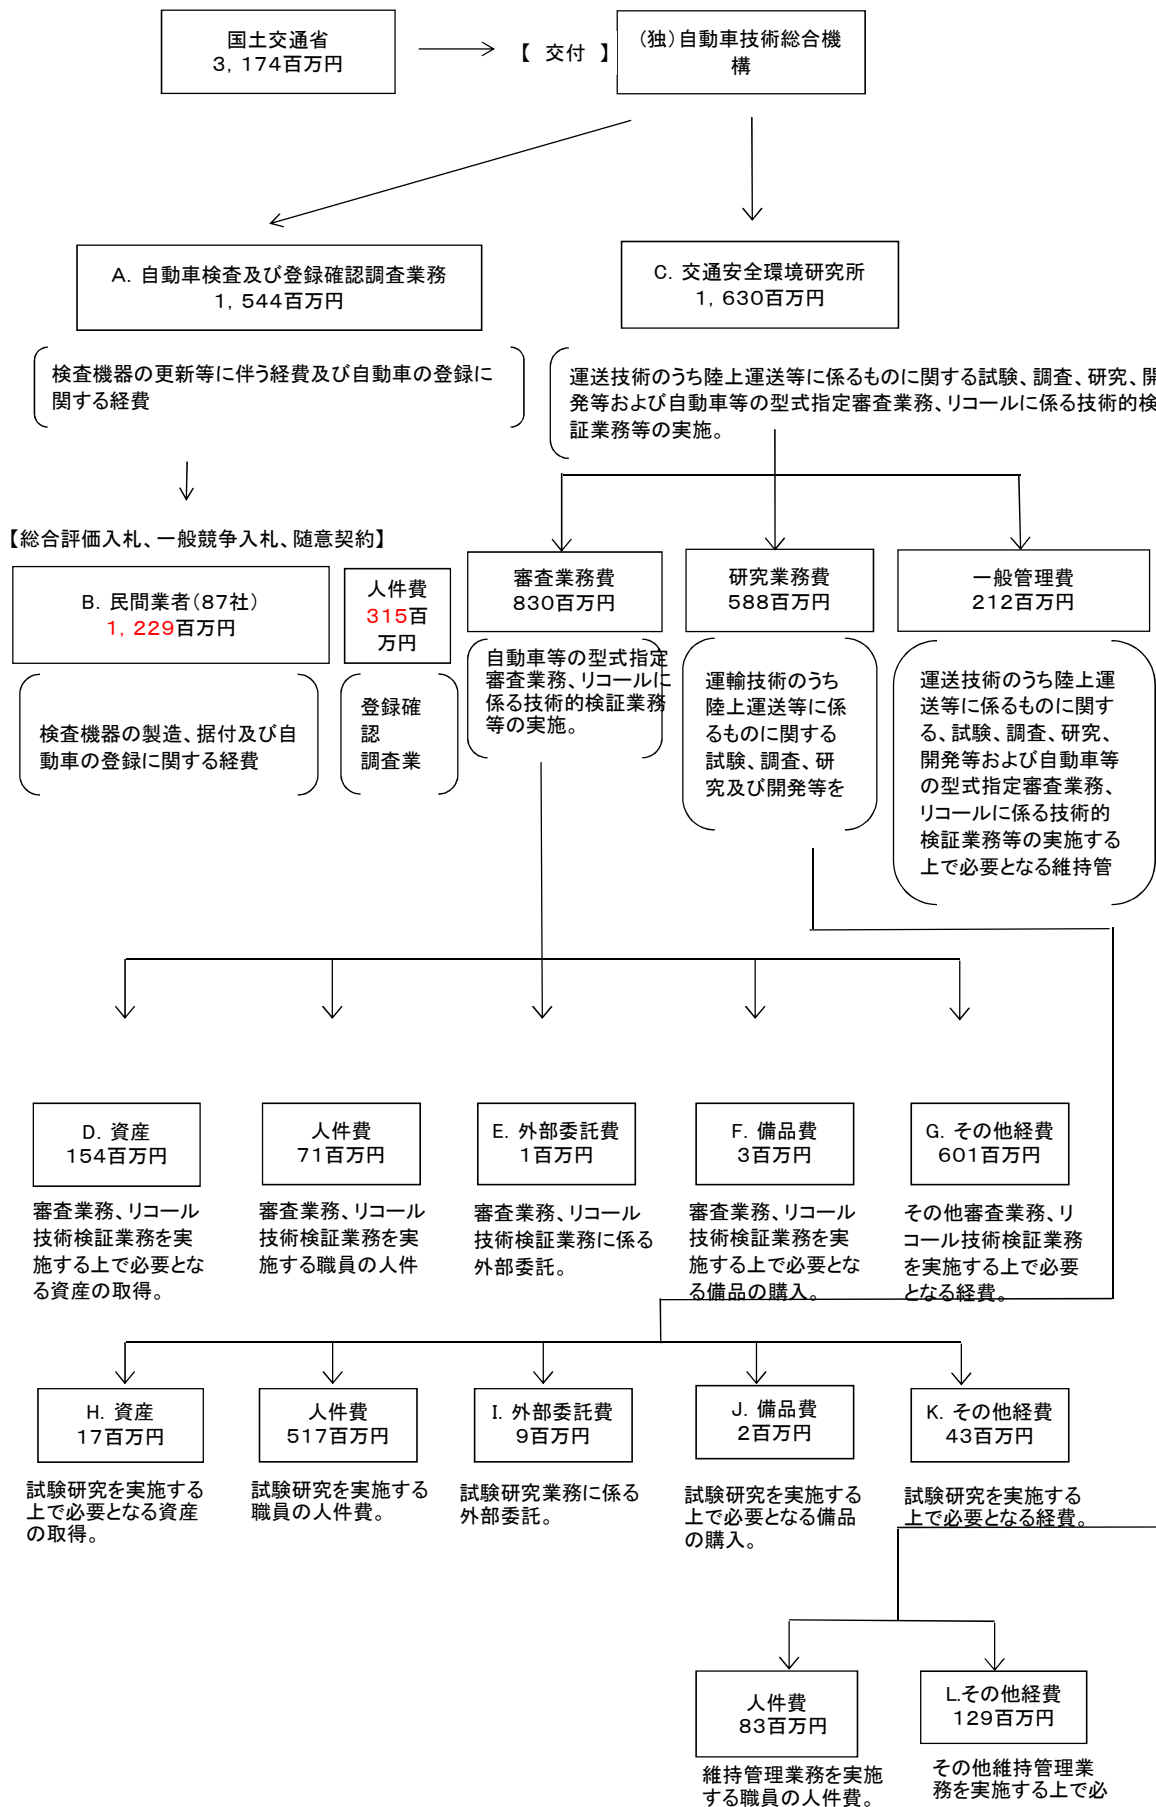 国土交通省
3，174百万円
【　交付　】
(独)自動車技術総合機
構
A. 自動車検査及び登録確認調査業務
1，544百万円
C. 交通安全環境研究所
1，630百万円
検査機器の更新等に伴う経費及び自動車の登録に
関する経費
運送技術のうち陸上運送等に係るものに関する試験、調査、研究、開
発等および自動車等の型式指定審査業務、リコールに係る技術的検
証業務等の実施。
【総合評価入札、一般競争入札、随意契約】
B. 民間業者（87社）
1，229百万円
人件費
315百
万円
審査業務費
830百万円
研究業務費
588百万円
一般管理費
212百万円
検査機器の製造、据付及び自
動車の登録に関する経費
登録確
認
調査業
自動車等の型式指定
審査業務、リコールに
係る技術的検証業務
等の実施。
運輸技術のうち
陸上運送等に係
るものに関する
試験、調査、研
究及び開発等を
運送技術のうち陸上運
送等に係るものに関す
る、試験、調査、研究、
開発等および自動車等
の型式指定審査業務、
リコールに係る技術的
検証業務等の実施する
上で必要となる維持管
D. 資産
154百万円
人件費
71百万円
E. 外部委託費
1百万円
F. 備品費
3百万円
G. その他経費
601百万円
審査業務、リコール
技術検証業務を実
施する上で必要とな
る資産の取得。
審査業務、リコール
技術検証業務を実
施する職員の人件
審査業務、リコール
技術検証業務に係る
外部委託。
審査業務、リコール
技術検証業務を実
施する上で必要とな
る備品の購入。
その他審査業務、リ
コール技術検証業務
を実施する上で必要
となる経費。
H. 資産
17百万円
人件費
517百万円
I. 外部委託費
9百万円
J. 備品費
2百万円
K. その他経費
43百万円
試験研究を実施する
上で必要となる資産
の取得。
試験研究を実施する
職員の人件費。
試験研究業務に係る
外部委託。
試験研究を実施する
上で必要となる備品
の購入。
試験研究を実施する
上で必要となる経費。
人件費
83百万円
L.その他経費
129百万円
維持管理業務を実施
する職員の人件費。
その他維持管理業
務を実施する上で必